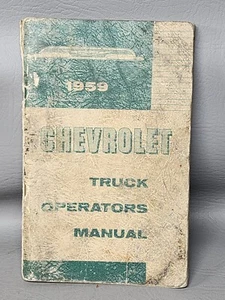 1959
CHEVROLET
TRUCK
OPERATORS
MANUAL